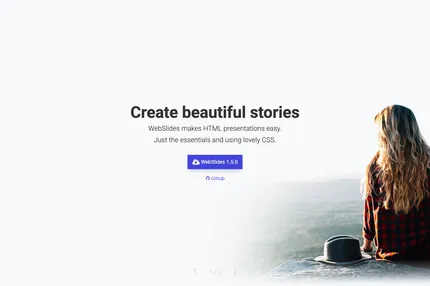 Create beautiful stories
WebSlides makes HTML presentations easy.
Just the essentials and using lovely CSS.
WebSlides 1.5.0
Github